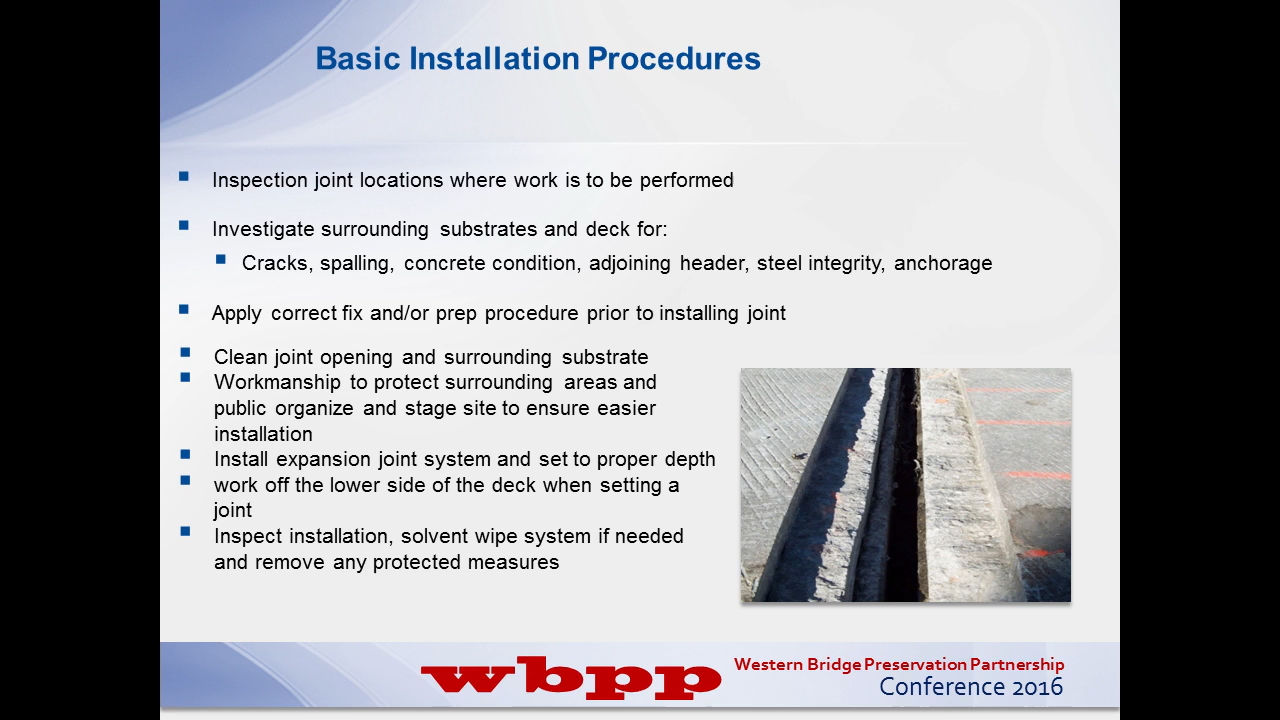 Basic Installation Procedures
Inspection joint locations where work is to be performed
Investigate surrounding substrates and deck for:
Cracks, spalling, concrete condition, adjoining header, steel integrity, anchorage
Apply correct fix and/or prep procedure prior to installing joint
Clean joint opening and surrounding substrate
Workmanship to protect surrounding areas and
public organize and stage site to ensure easier
installation
Install expansion joint system and set to proper depth
work off the lower side of the deck when setting a
joint
Inspect installation, solvent wipe system if needed
and remove any protected measures
wbpp
Western Bridge Preservation Partnership
Conference 2016